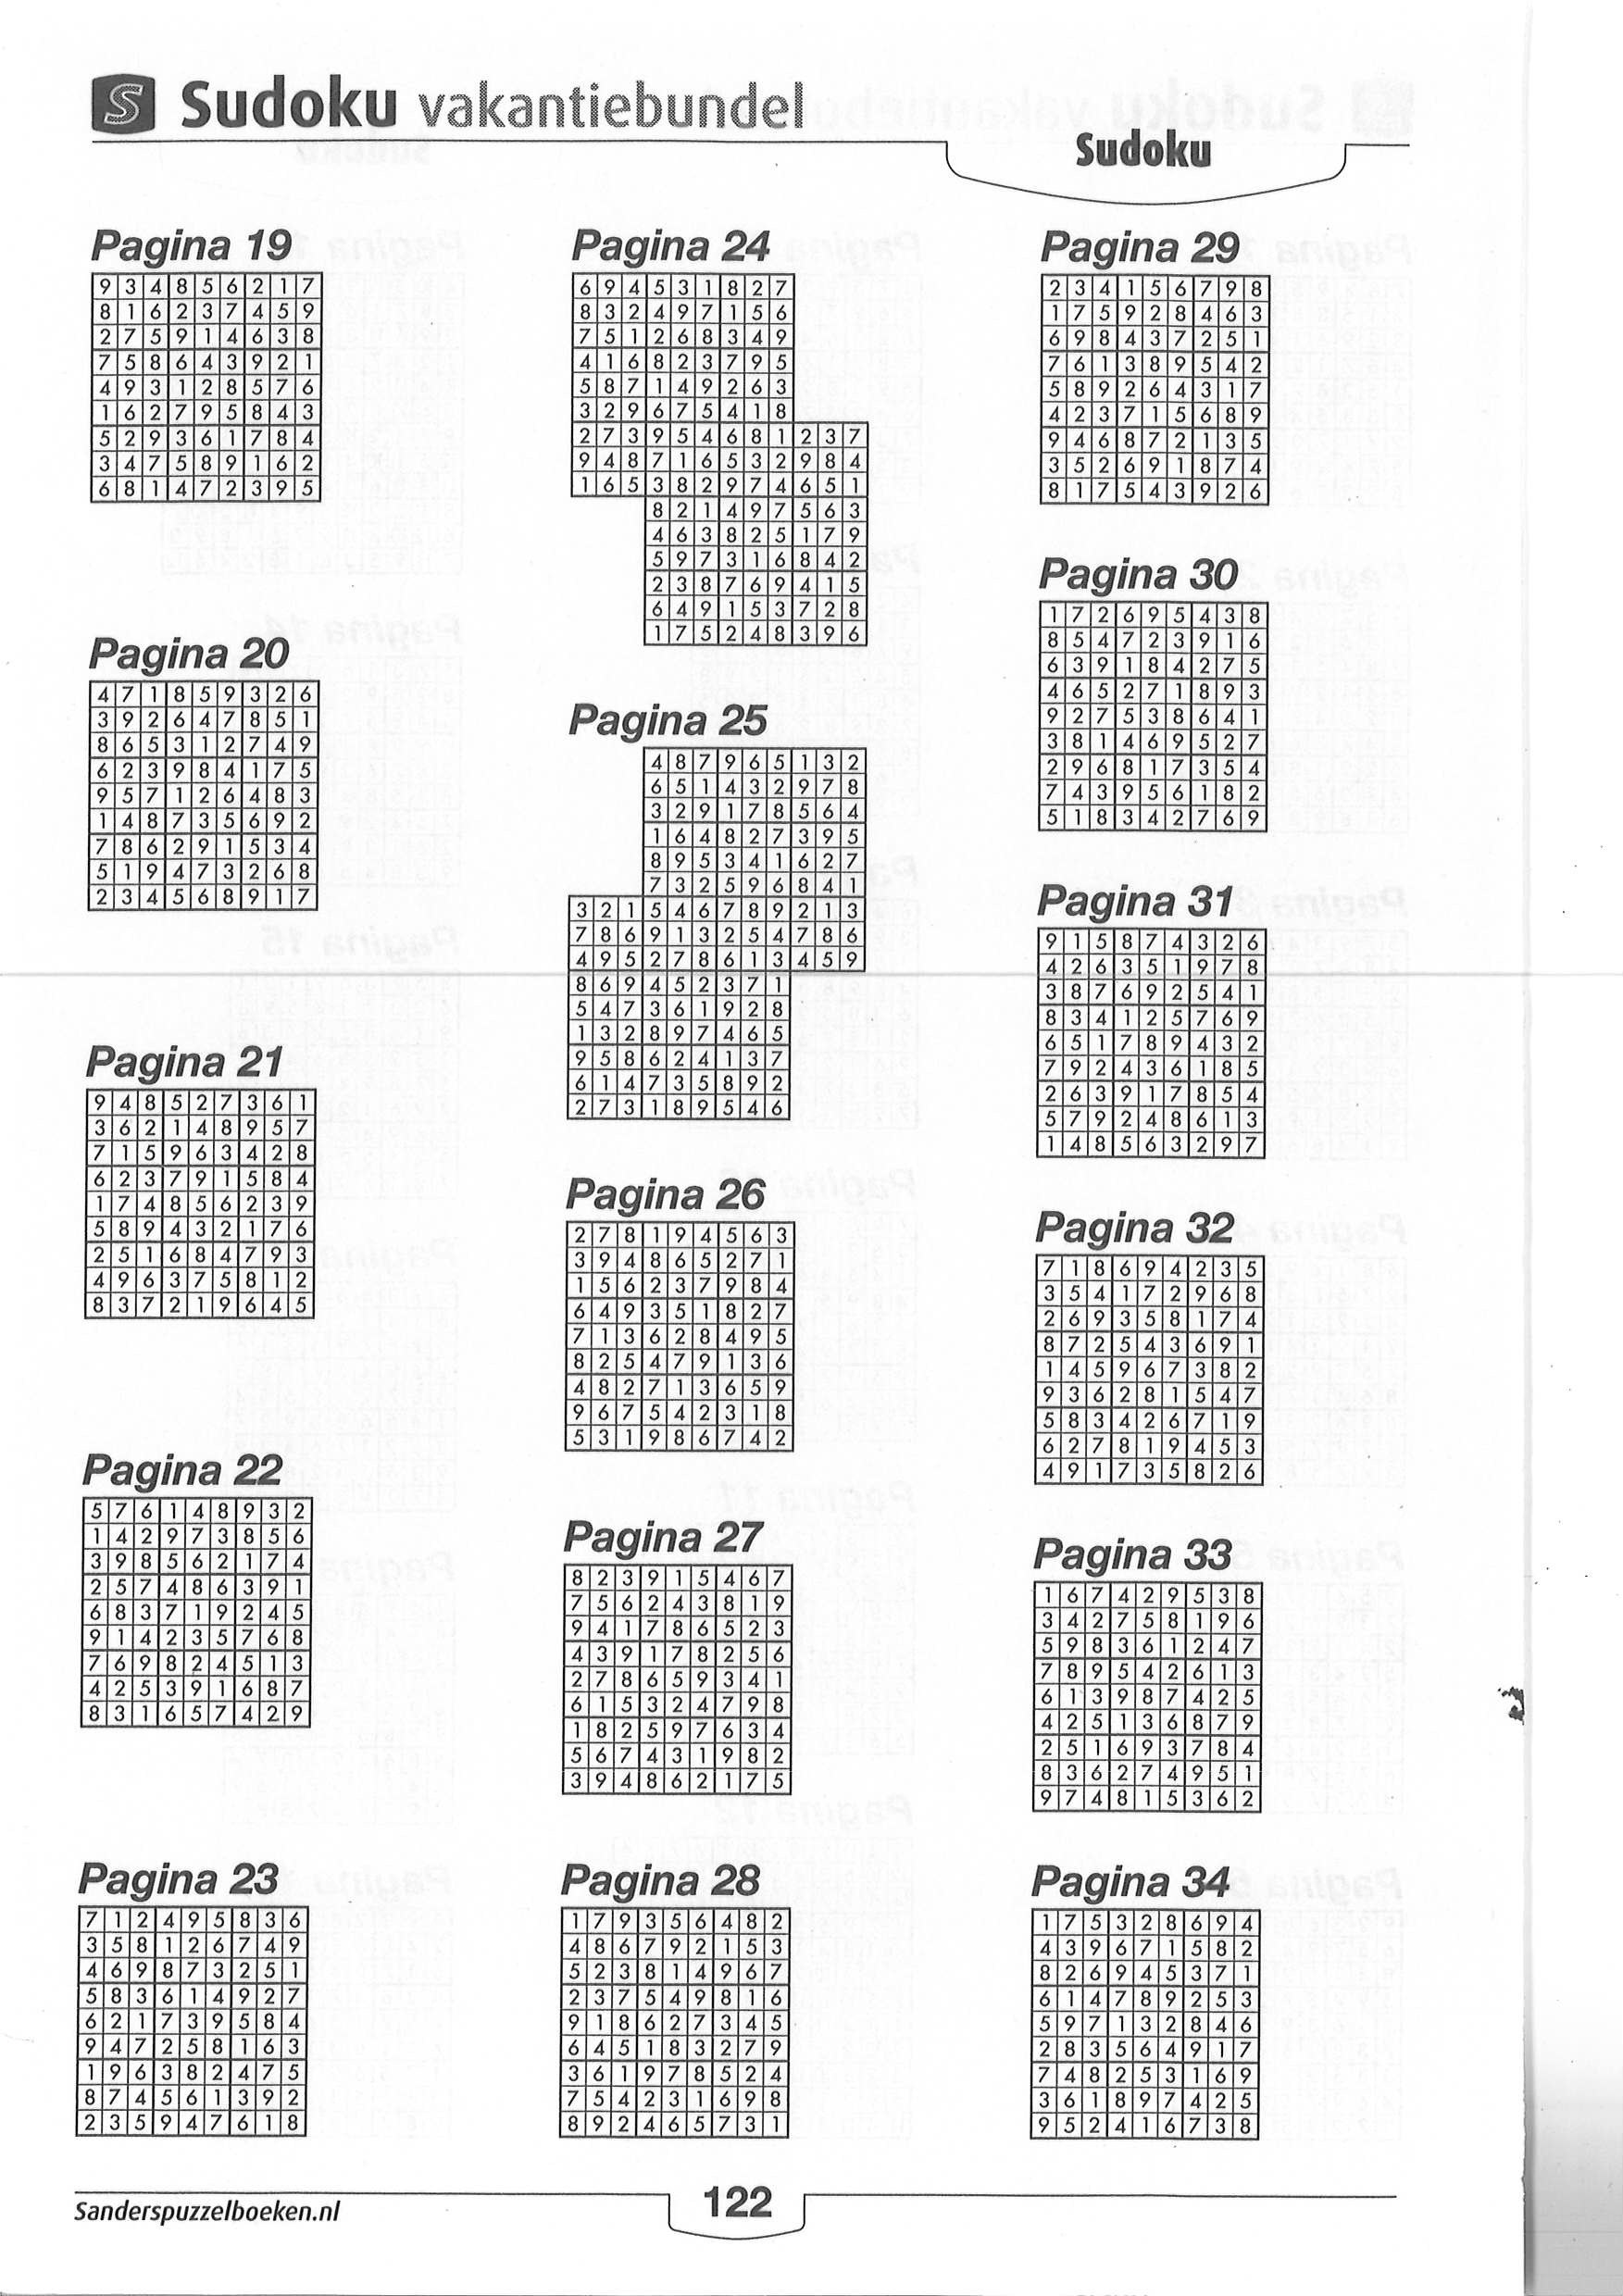 S Sudoku vakantiebundel
Sudoku
Pagina 19
9 3 4 8 5 6 2 1 7
8 1 6 2 3 7 4 5 9
2 7 5 9 1 4 6 3 8
7 5 8 6 4 3 9 2 1
4 9 3 1 2 8 5 7 6
1 6 2 7 9 5 8 4 3
5 2 9 3 6 1 7 8 4
3 4 7 5 8 9 1 6 2
6 8 1 4 7 2 3 9 5
Pagina 20
4 7 1 8 5 9 3 2 6
3 9 2 6 4 7 8 5 1
8 6 5 3 1 2 7 4 9
6 2 3 9 8 4 1 7 5
9 5 7 1 2 6 4 8 3
1 4 8 7 3 5 6 9 2
7 8 6 2 9 1 5 3 4
5 1 9 4 7 3 2 6 8
2 3 4 5 6 8 9 1 7
Pagina 21
9 4 8 5 2 7 3 6 1
3 6 2 1 4 8 9 5 7
7 1 5 9 6 3 4 2 8
6 2 3 7 9 1 5 8 4
1 7 4 8 5 6 2 3 9
5 8 9 4 3 2 1 7 6
2 5 1 6 8 4 7 9 3
4 9 6 3 7 5 8 1 2
8 3 7 2 1 9 6 4 5
Pagina 22
5 7 6 1 4 8 9 3 2
1 4 2 9 7 3 8 5 6
3 9 8 5 6 2 1 7 4
2 5 7 4 8 6 3 9 1
6 8 3 7 1 9 2 4 5
9 1 4 2 3 5 7 6 8
7 6 9 8 2 4 5 1 3
4 2 5 3 9 1 6 8 7
8 3 1 6 5 7 4 2 9
Pagina 23
7 1 2 4 9 5 8 3 6
3 5 8 1 2 6 7 4 9
4 6 9 8 7 3 2 5 1
5 8 3 6 1 4 9 2 7
6 2 1 7 3 9 5 8 4
9 4 7 2 5 8 1 6 3
1 9 6 3 8 2 4 7 5
8 7 4 5 6 1 3 9 2
2 3 5 9 4 7 6 1 8
Pagina 24
6 9 4 5 3 1 8 2 7
8 3 2 4 9 7 1 5 6
7 5 1 2 6 8 3 4 9
4 1 6 8 2 3 7 9 5
5 8 7 1 4 9 2 6 3
3 2 9 6 7 5 4 1 8
2 7 3 9 5 4 6 8 1 2 3 7
9 4 8 7 1 6 5 3 2 9 8 4
1 6 5 3 8 2 9 7 4 6 5 1
8 2 1 4 9 7 5 6 3
4 6 3 8 2 5 1 7 9
5 9 7 3 1 6 8 4 2
2 3 8 7 6 9 4 1 5
6 4 9 1 5 3 7 2 8
1 7 5 2 4 8 3 9 6
Pagina 25
4 8 7 9 6 5 1 3 2
6 5 1 4 3 2 9 7 8
3 2 9 1 7 8 5 6 4
1 6 4 8 2 7 3 9 5
8 9 5 3 4 1 6 2 7
7 3 2 5 9 6 8 4 1
3 2 1 5 4 6 7 8 9 2 1 3
7 8 6 9 1 3 2 5 4 7 8 6
4 9 5 2 7 8 6 1 3 4 5 9
8 6 9 4 5 2 3 7 1
5 4 7 3 6 1 9 2 8
1 3 2 8 9 7 4 6 5
9 5 8 6 2 4 1 3 7
6 1 4 7 3 5 8 9 2
2 7 3 1 8 9 5 4 6
Pagina 26
2 7 8 1 9 4 5 6 3
3 9 4 8 6 5 2 7 1
1 5 6 2 3 7 9 8 4
6 4 9 3 5 1 8 2 7
7 1 3 6 2 8 4 9 5
8 2 5 4 7 9 1 3 6
4 8 2 7 1 3 6 5 9
9 6 7 5 4 2 3 1 8
5 3 1 9 8 6 7 4 2
Pagina 27
8 2 3 9 1 5 4 6 7
7 5 6 2 4 3 8 1 9
9 4 1 7 8 6 5 2 3
4 3 9 1 7 8 2 5 6
2 7 8 6 5 9 3 4 1
6 1 5 3 2 4 7 9 8
1 8 2 5 9 7 6 3 4
5 6 7 4 3 1 9 8 2
3 9 4 8 6 2 1 7 5
Pagina 28
1 7 9 3 5 6 4 8 2
4 8 6 7 9 2 1 5 3
5 2 3 8 1 4 9 6 7
2 3 7 5 4 9 8 1 6
9 1 8 6 2 7 3 4 5
6 4 5 1 8 3 2 7 9
3 6 1 9 7 8 5 2 4
7 5 4 2 3 1 6 9 8
8 9 2 4 6 5 7 3 1
Pagina 29
2 3 4 1 5 6 7 9 8
1 7 5 9 2 8 4 6 3
6 9 8 4 3 7 2 5 1
7 6 1 3 8 9 5 4 2
5 8 9 2 6 4 3 1 7
4 2 3 7 1 5 6 8 9
9 4 6 8 7 2 1 3 5
3 5 2 6 9 1 8 7 4
8 1 7 5 4 3 9 2 6
Pagina 30
1 7 2 6 9 5 4 3 8
8 5 4 7 2 3 9 1 6
6 3 9 1 8 4 2 7 5
4 6 5 2 7 1 8 9 3
9 2 7 5 3 8 6 4 1
3 8 1 4 6 9 5 2 7
2 9 6 8 1 7 3 5 4
7 4 3 9 5 6 1 8 2
5 1 8 3 4 2 7 6 9
Pagina 31
9 1 5 8 7 4 3 2 6
4 2 6 3 5 1 9 7 8
3 8 7 6 9 2 5 4 1
8 3 4 1 2 5 7 6 9
6 5 1 7 8 9 4 3 2
7 9 2 4 3 6 1 8 5
2 6 3 9 1 7 8 5 4
5 7 9 2 4 8 6 1 3
1 4 8 5 6 3 2 9 7
Pagina 32
7 1 8 6 9 4 2 3 5
3 5 4 1 7 2 9 6 8
2 6 9 3 5 8 1 7 4
8 7 2 5 4 3 6 9 1
1 4 5 9 6 7 3 8 2
9 3 6 2 8 1 5 4 7
5 8 3 4 2 6 7 1 9
6 2 7 8 1 9 4 5 3
4 9 1 7 3 5 8 2 6
Pagina 33
1 6 7 4 2 9 5 3 8
3 4 2 7 5 8 1 9 6
5 9 8 3 6 1 2 4 7
7 8 9 5 4 2 6 1 3
6 1 3 9 8 7 4 2 5
4 2 5 1 3 6 8 7 9
2 5 1 6 9 3 7 8 4
8 3 6 2 7 4 9 5 1
9 7 4 8 1 5 3 6 2
Pagina 34
1 7 5 3 2 8 6 9 4
4 3 9 6 7 1 5 8 2
8 2 6 9 4 5 3 7 1
6 1 4 7 8 9 2 5 3
5 9 7 1 3 2 8 4 6
2 8 3 5 6 4 9 1 7
7 4 8 2 5 3 1 6 9
3 6 1 8 9 7 4 2 5
9 5 2 4 1 6 7 3 8
Sanderspuzzelboeken.nl
122